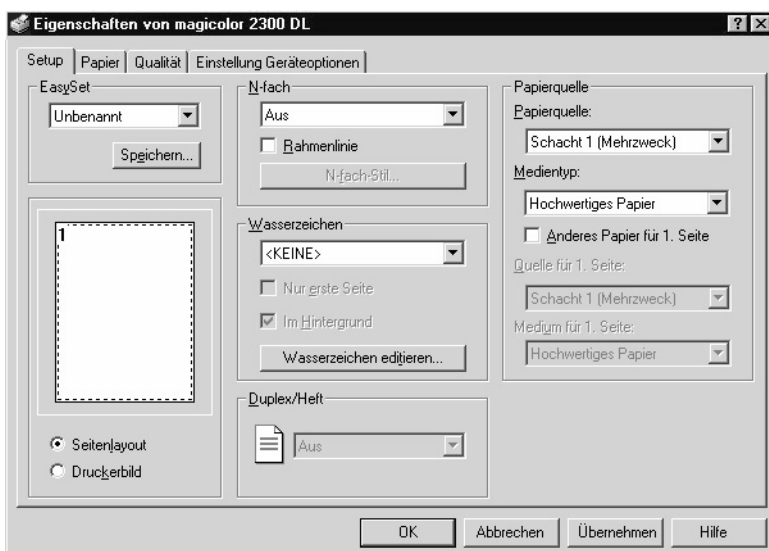 Eigenschaften von magicolor 2300 DL
Setup
Papier
Qualität
Einstellung Geräteoptionen
EasySet
Unbenannt
Speichern...
1
Seitenlayout
Druckerbild
N-fach
Aus
Rahmenlinie
N-fach-Stil...
Wasserzeichen
<KEINE>
Nur erste Seite
Im Hintergrund
Wasserzeichen editieren...
Duplex/Heft
Aus
Papierquelle
Papierquelle:
Schacht 1 (Mehrzweck)
Medientyp:
Hochwertiges Papier
Anderes Papier für 1. Seite
Quelle für 1. Seite:
Schacht 1 (Mehrzweck)
Medium für 1. Seite:
Hochwertiges Papier
OK
Abbrechen
Übernehmen
Hilfe